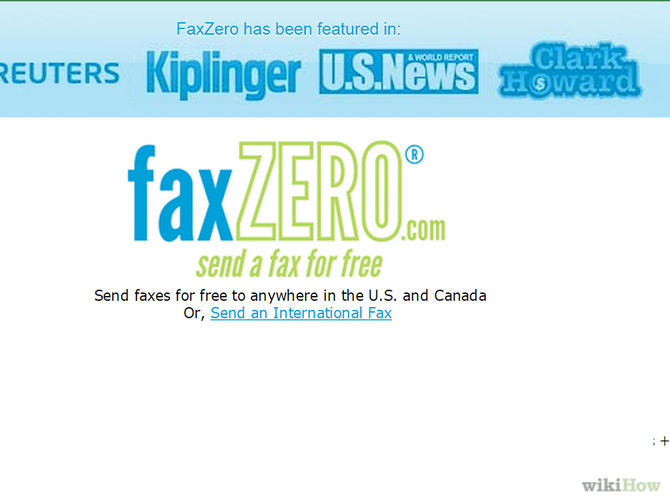 FaxZero has been featured in:
REUTERS Kiplinger U.S.News & WORLD REPORT Clark Howard
faxZERO®.com
send a fax for free
Send faxes for free to anywhere in the U.S. and Canada
Or, Send an International Fax
; +
wikiHow